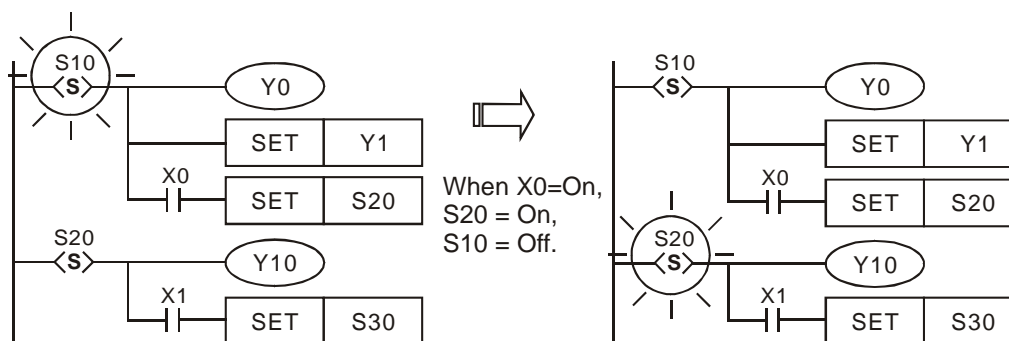 S10
S
Y0
SET Y1
X0
SET S20
S20
S
Y10
X1
SET S30
When X0=On,
S20 = On,
S10 = Off.
S10
S
Y0
SET Y1
X0
SET S20
S20
S
Y10
X1
SET S30